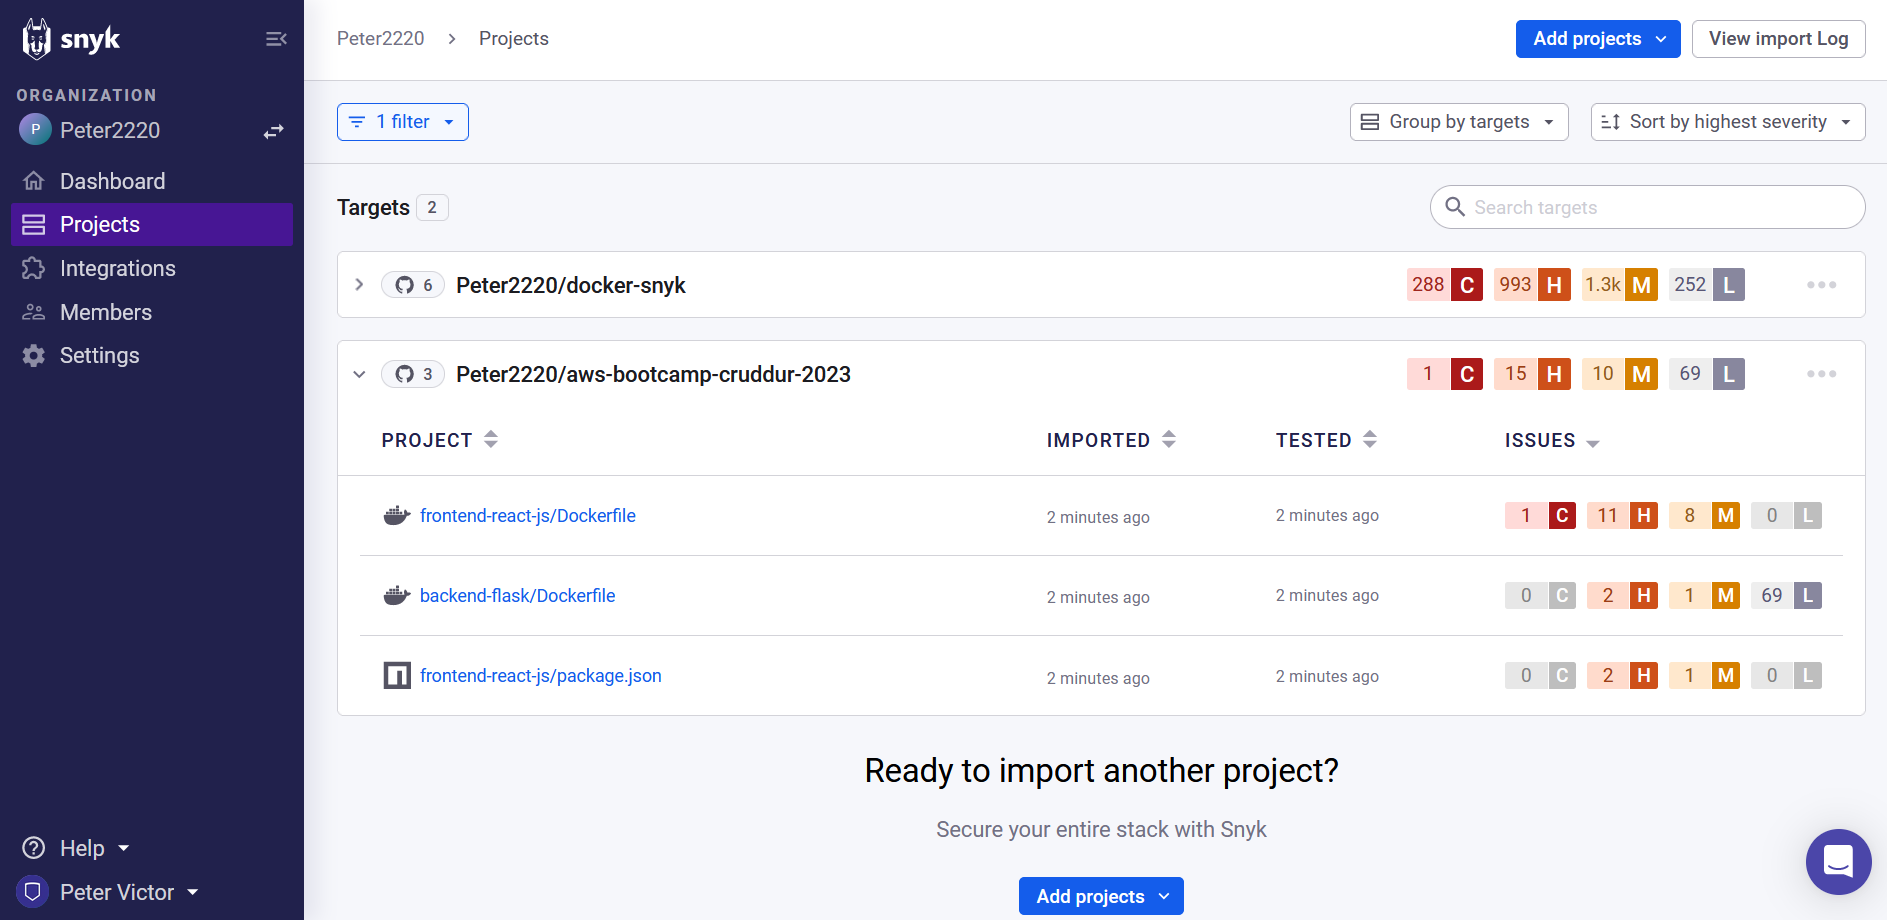 snyk
ORGANIZATION
P Peter2220
Dashboard
Projects
Integrations
Members
Settings
Help
Peter Victor
Peter2220 > Projects
Add projects
View import Log
1 filter
Group by targets
Sort by highest severity
Targets 2
Search targets
6 Peter2220/docker-snyk 288 C 993 H 1.3k M 252 L
3 Peter2220/aws-bootcamp-cruddur-2023 1 C 15 H 10 M 69 L
PROJECT IMPORTED TESTED ISSUES
frontend-react-js/Dockerfile 2 minutes ago 2 minutes ago 1 C 11 H 8 M 0 L
backend-flask/Dockerfile 2 minutes ago 2 minutes ago 0 C 2 H 1 M 69 L
frontend-react-js/package.json 2 minutes ago 2 minutes ago 0 C 2 H 1 M 0 L
Ready to import another project?
Secure your entire stack with Snyk
Add projects